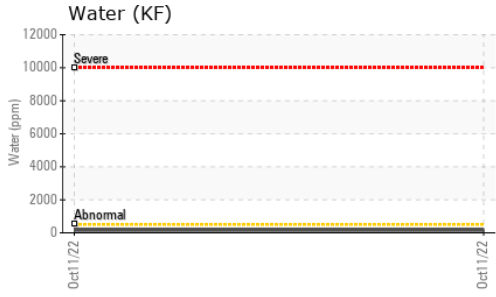 Water (KF)
12000
Severe
10000
8000
6000
4000
2000
Abnormal
0
Water (ppm)
Oct11/22
Oct11/22